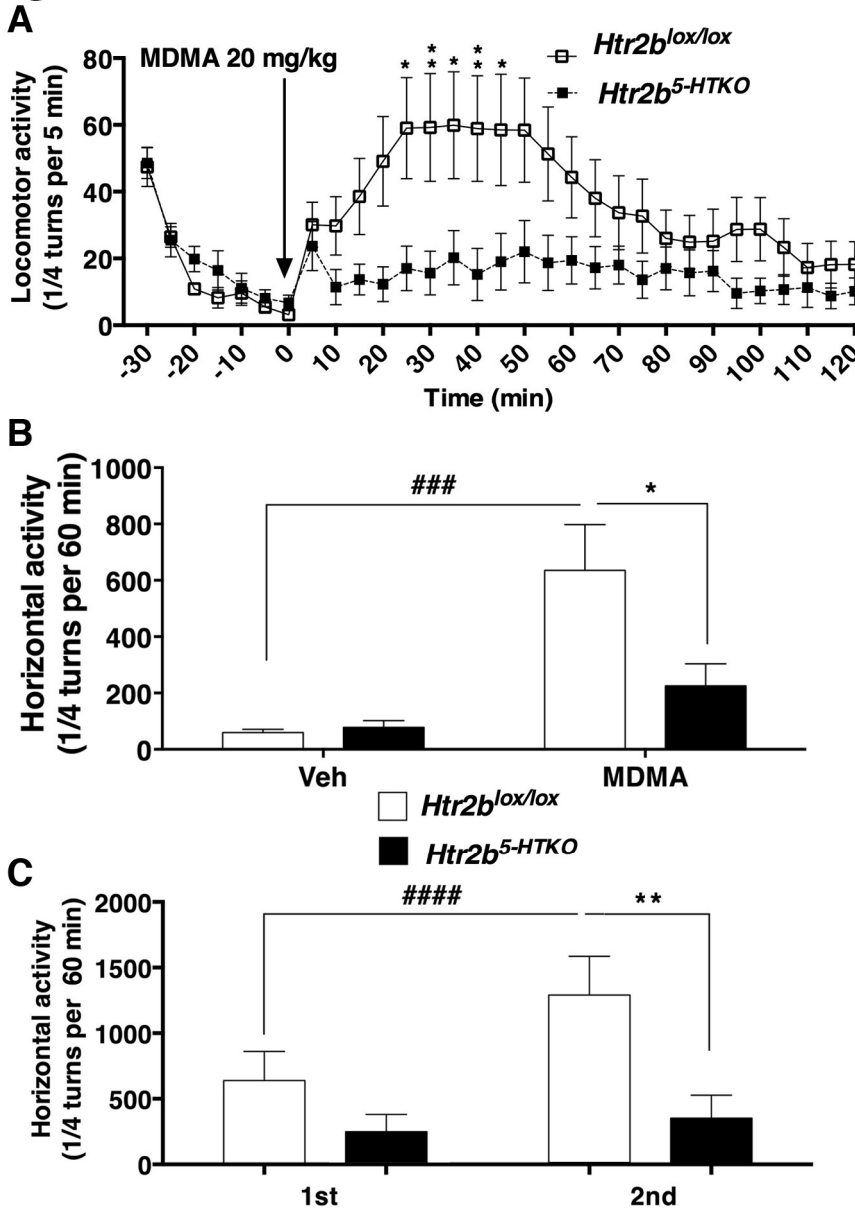 A
MDMA 20 mg/kg
Htr2b lox/lox
Htr2b 5-HTKO
* ** * ** *
Locomotor activity
(1/4 turns per 5 min)
80
60
40
20
0
-30 -20 -10 0 10 20 30 40 50 60 70 80 90 100 110 120
Time (min)
B
Horizontal activity
(1/4 turns per 60 min)
1000
800
600
400
200
0
### *
Veh MDMA
Htr2b lox/lox
Htr2b 5-HTKO
C
Horizontal activity
(1/4 turns per 60 min)
2000
1500
1000
500
0
#### **
1st 2nd